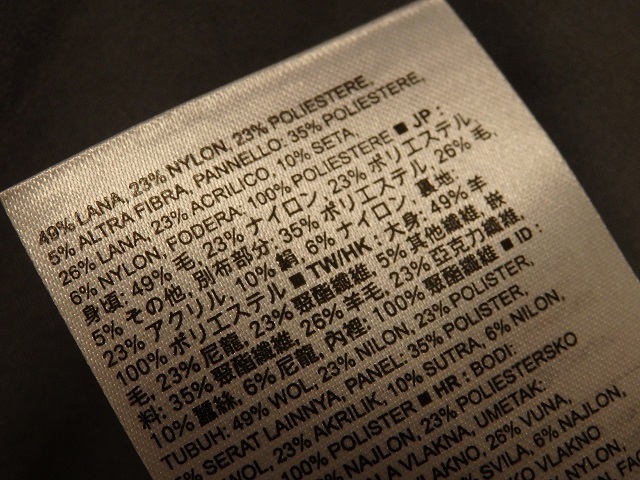 49% LANA, 23% NYLON, 23% POLIESTERE,
5% ALTRA FIBRA, PANNELLO: 35% POLIESTERE,
26% LANA, 23% ACRILICO, 10% SETA,
6% NYLON, FODERA: 100% POLIESTERE ■ JP:
身頃: 49% 毛, 23% ナイロン, 23% ポリエステル,
5% その他, 別布部分: 35% ポリエステル, 26% 毛,
23% アクリル, 10% 絹, 6% ナイロン, 裏地:
100% ポリエステル ■ TW/HK: 大身: 49% 羊
毛, 23% 尼龍, 23% 聚酯纖維, 5% 其他纖維, 嵌
料: 35% 聚酯纖維, 26% 羊毛, 23% 亞克力纖維,
10% 蠶絲, 6% 尼龍, 內裡: 100% 聚酯纖維 ■ ID:
TUBUH: 49% WOL, 23% NILON, 23% POLISTER,
5% SERAT LAINNYA, PANEL: 35% POLISTER,
WOL, 23% AKRILIK, 10% SUTRA, 6% NILON,
100% POLISTER ■ HR: BODI:
NAJLON, 23% POLIESTERSKO
VLAKNA, UMETAK:
VLAKNO, 26% VUNA,
% SVILA, 6% NAJLON,
VLAKNO
NYLON,